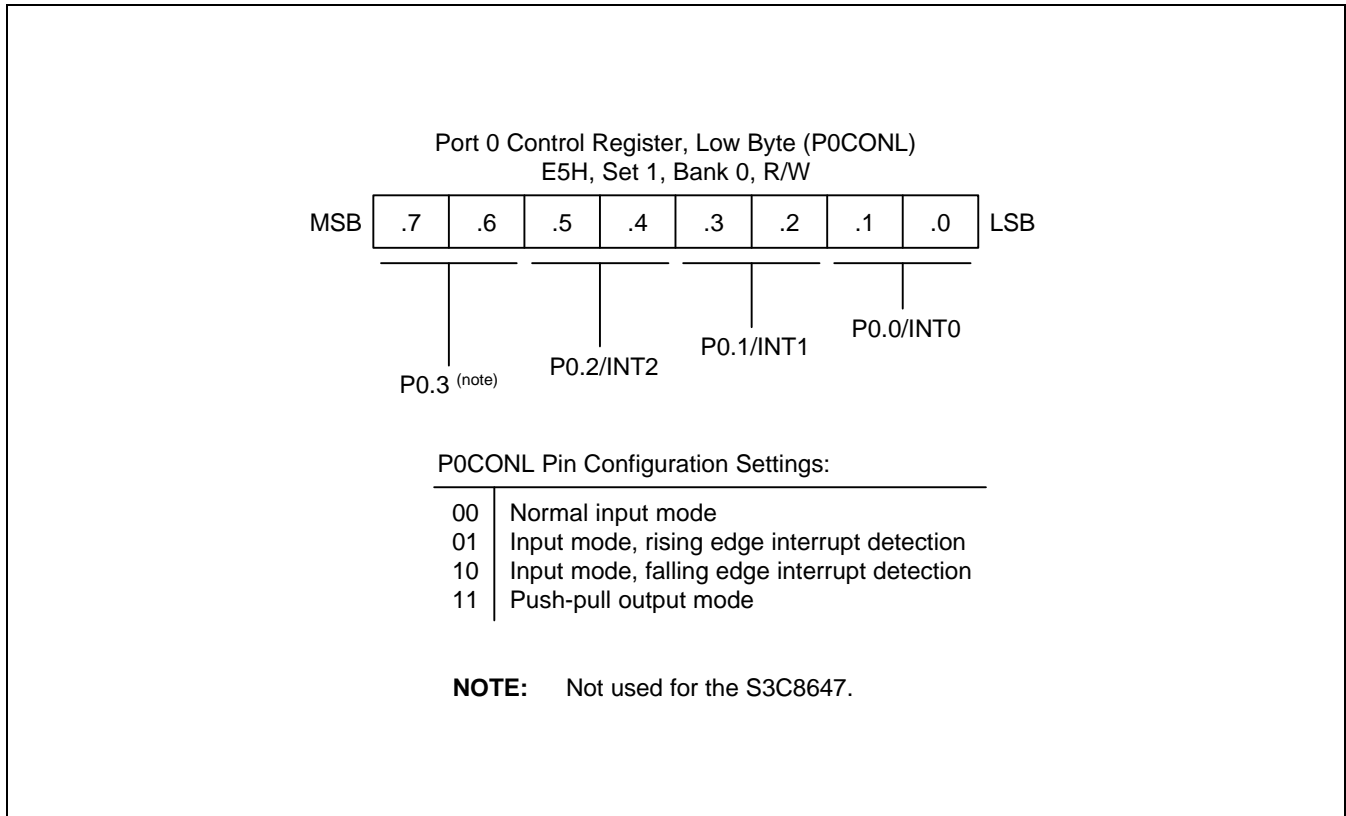 Port 0 Control Register, Low Byte (P0CONL)
E5H, Set 1, Bank 0, R/W
MSB .7 .6 .5 .4 .3 .2 .1 .0 LSB
P0.3 (note)
P0.2/INT2
P0.1/INT1
P0.0/INT0
P0CONL Pin Configuration Settings:
00 Normal input mode
01 Input mode, rising edge interrupt detection
10 Input mode, falling edge interrupt detection
11 Push-pull output mode
NOTE: Not used for the S3C8647.